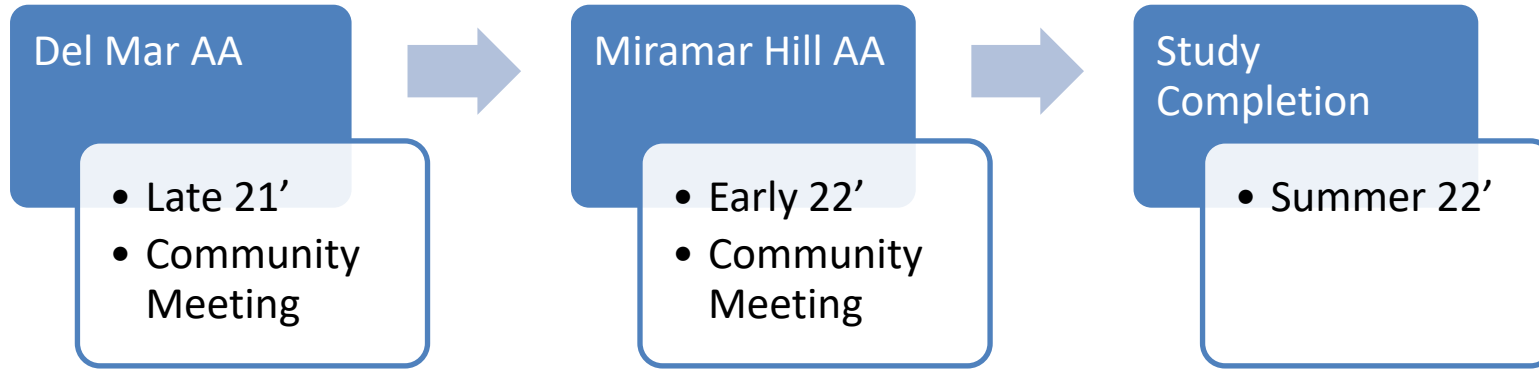 Del Mar AA
• Late 21’
• Community
Meeting
Miramar Hill AA
• Early 22’
• Community
Meeting
Study
Completion
• Summer 22’